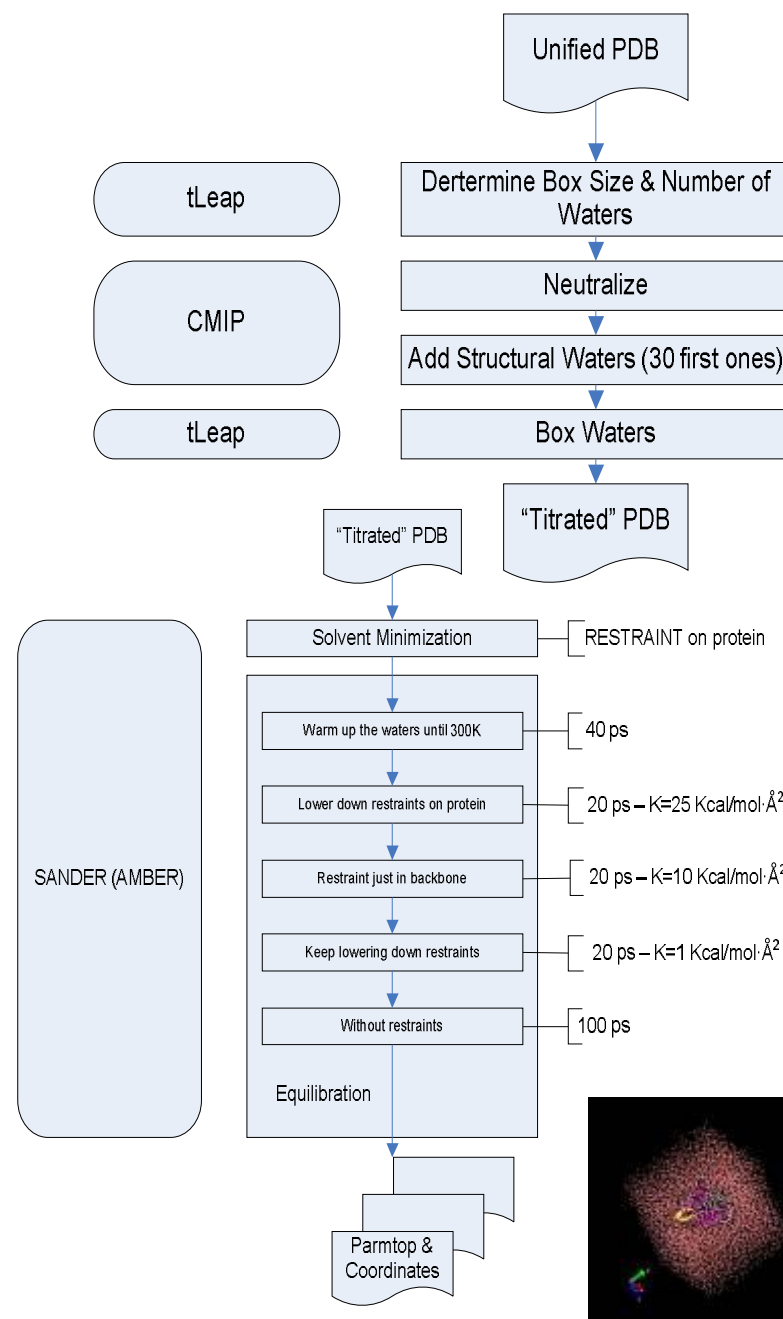 Unified PDB
tLeap
Dertermine Box Size & Number of
Waters
CMIP
Neutralize
Add Structural Waters (30 first ones)
tLeap
Box Waters
“Titrated” PDB
“Titrated” PDB
Solvent Minimization
RESTRAINT on protein
SANDER (AMBER)
Warm up the waters until 300K
40 ps
Lower down restraints on protein
20 ps – K=25 Kcal/mol·Å²
Restraint just in backbone
20 ps – K=10 Kcal/mol·Å²
Keep lowering down restraints
20 ps – K=1 Kcal/mol·Å²
Without restraints
100 ps
Equilibration
Parmtop &
Coordinates